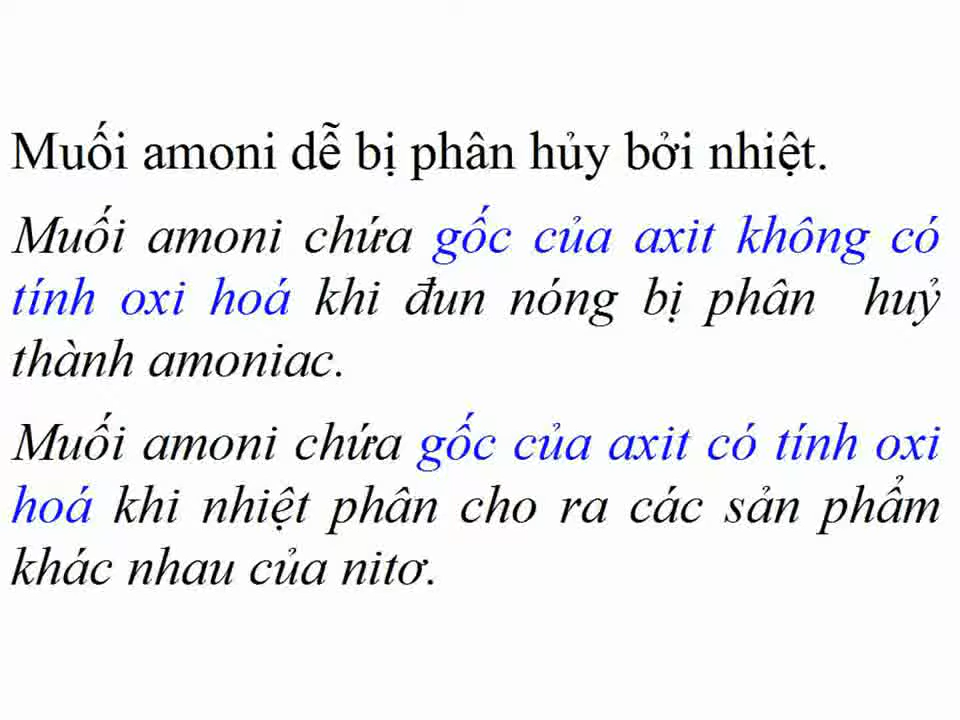 Muối amoni dễ bị phân hủy bởi nhiệt.
Muối amoni chứa gốc của axit không có
tính oxi hoá khi đun nóng bị phân huỷ
thành amoniac.
Muối amoni chứa gốc của axit có tính oxi
hoá khi nhiệt phân cho ra các sản phẩm
khác nhau của nitơ.